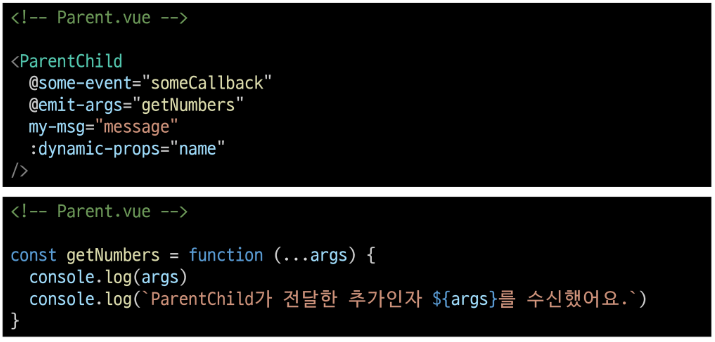 <!-- Parent.vue -->
<ParentChild
@some-event="someCallback"
@emit-args="getNumbers"
my-msg="message"
:dynamic-props="name"
/>
<!-- Parent.vue -->
const getNumbers = function (...args) {
console.log(args)
console.log(`ParentChild가 전달한 추가인자 ${args}를 수신했어요.`)
}